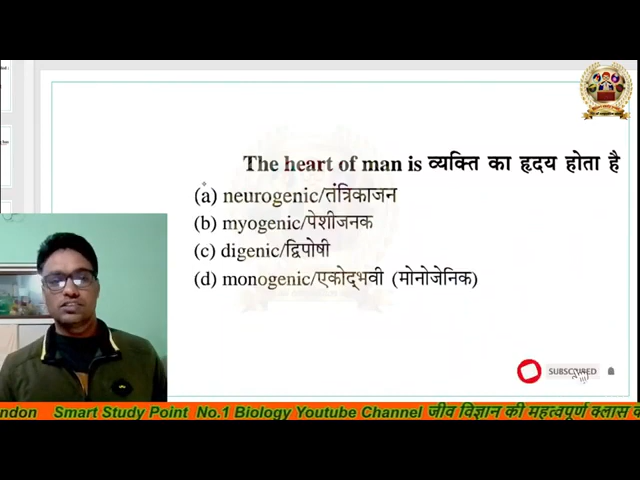 The heart of man is व्यक्ति का हृदय होता है
(a) neurogenic/तंत्रिकाजन
(b) myogenic/पेशीजनक
(c) digenic/द्विपोषी
(d) monogenic/एकोद्भवी (मोनोजेनिक)
SUBSCRIBED
ondon Smart Study Point No.1 Biology Youtube Channel जीव विज्ञान की महत्वपूर्ण क्लास के